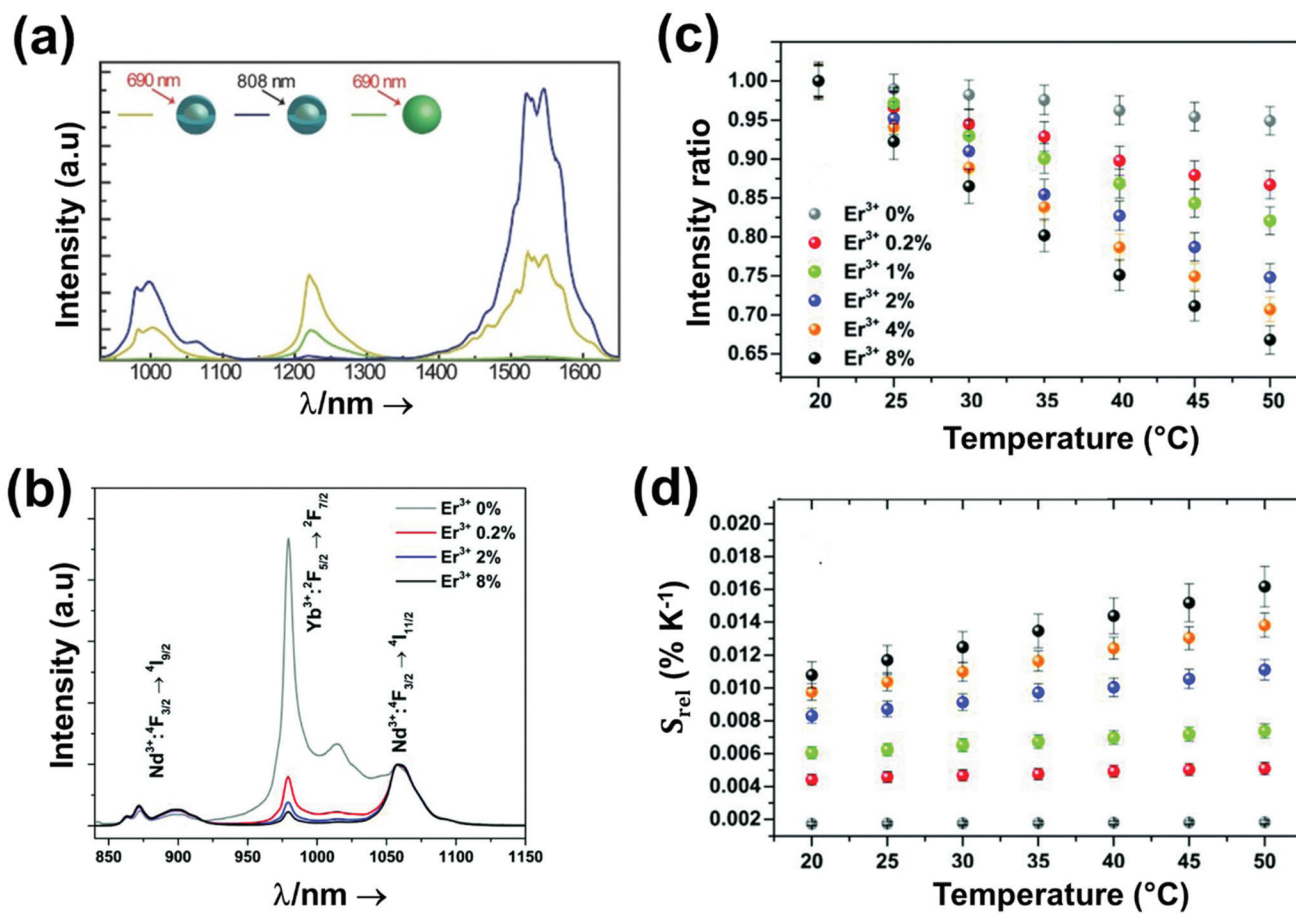 (a)
690 nm
808 nm
690 nm
Intensity (a.u)
1000
1100
1200
1300
1400
1500
1600
λ/nm →
(b)
Nd³⁺:⁴F₃/₂ → ⁴I₉/₂
Yb³⁺:²F₅/₂ → ²F₇/₂
Nd³⁺:⁴F₃/₂ → ⁴I₁₁/₂
Er³⁺ 0%
Er³⁺ 0.2%
Er³⁺ 2%
Er³⁺ 8%
Intensity (a.u)
850
900
950
1000
1050
1100
1150
λ/nm →
(c)
1.00
0.95
0.90
0.85
0.80
0.75
0.70
0.65
Intensity ratio
Er³⁺ 0%
Er³⁺ 0.2%
Er³⁺ 1%
Er³⁺ 2%
Er³⁺ 4%
Er³⁺ 8%
20
25
30
35
40
45
50
Temperature (°C)
(d)
0.020
0.018
0.016
0.014
0.012
0.010
0.008
0.006
0.004
0.002
S_rel (% K⁻¹)
20
25
30
35
40
45
50
Temperature (°C)